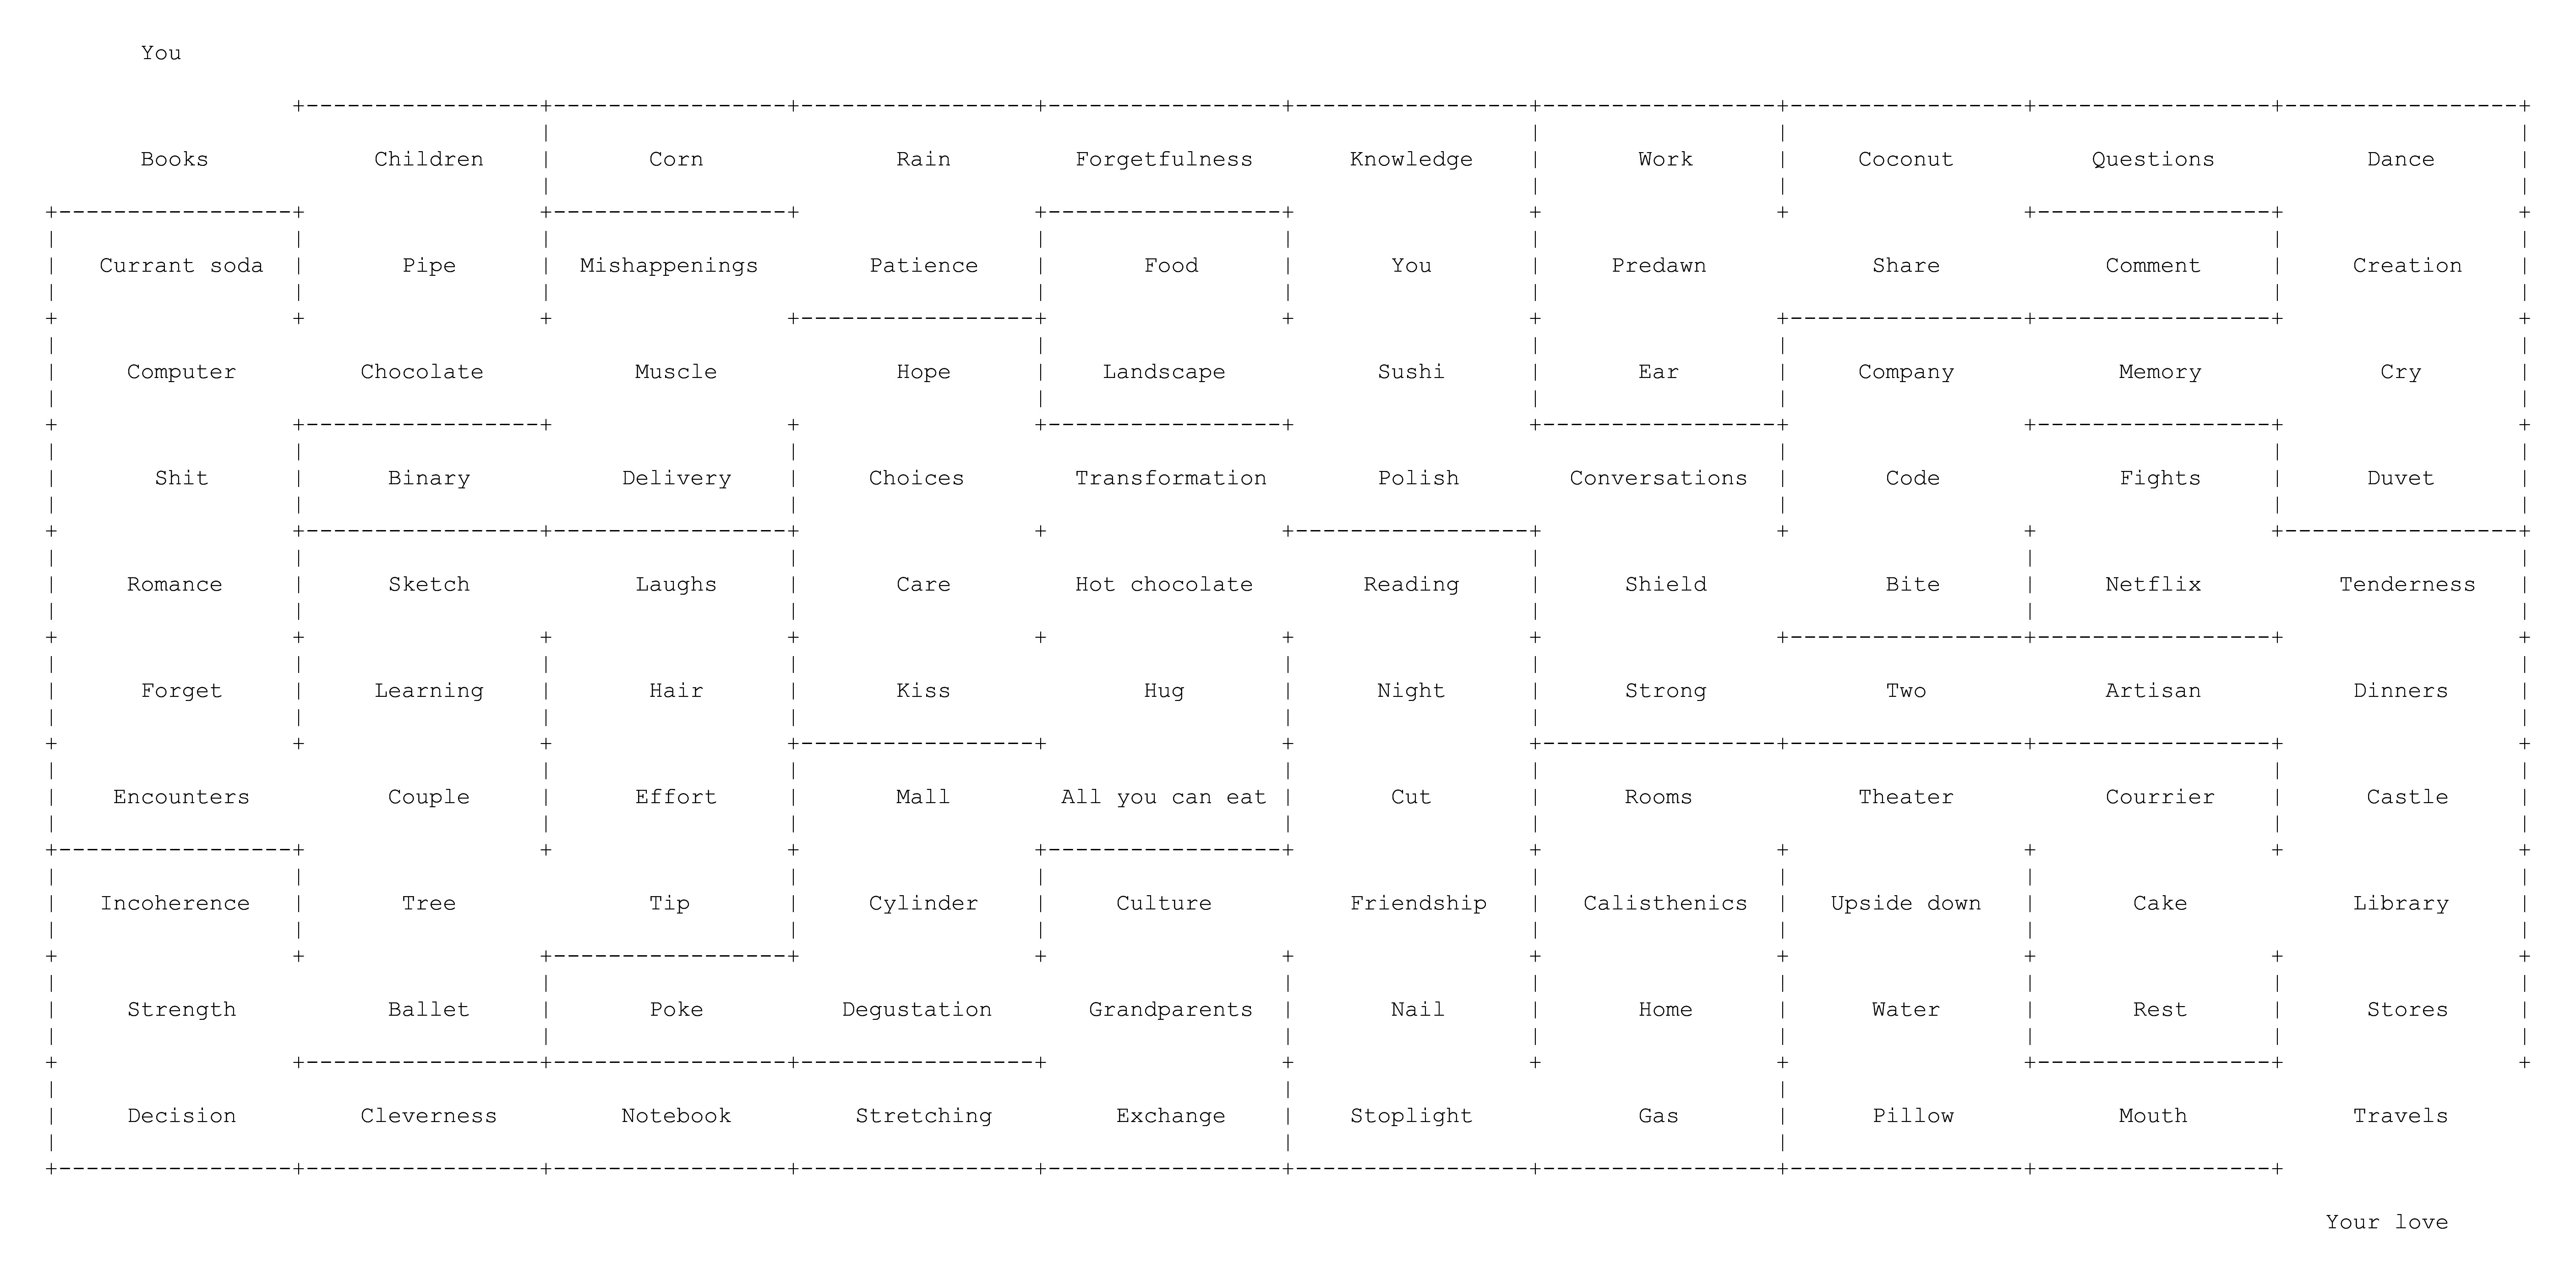 You
Books Children Corn Rain Forgetfulness Knowledge Work Coconut Questions Dance
Currant soda Pipe Mishappenings Patience Food You Predawn Share Comment Creation
Computer Chocolate Muscle Hope Landscape Sushi Ear Company Memory Cry
Shit Binary Delivery Choices Transformation Polish Conversations Code Fights Duvet
Romance Sketch Laughs Care Hot chocolate Reading Shield Bite Netflix Tenderness
Forget Learning Hair Kiss Hug Night Strong Two Artisan Dinners
Encounters Couple Effort Mall All you can eat Cut Rooms Theater Courrier Castle
Incoherence Tree Tip Cylinder Culture Friendship Calisthenics Upside down Cake Library
Strength Ballet Poke Degustation Grandparents Nail Home Water Rest Stores
Decision Cleverness Notebook Stretching Exchange Stoplight Gas Pillow Mouth Travels
Your love